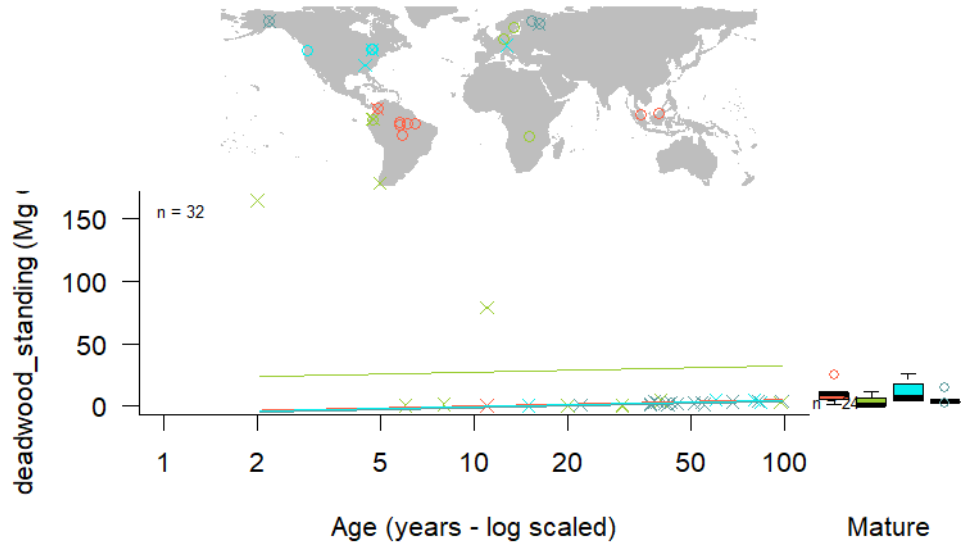 deadwood_standing (Mg
n = 32
150
100
50
0
1 2 5 10 20 50 100
n = 24
Age (years - log scaled)
Mature